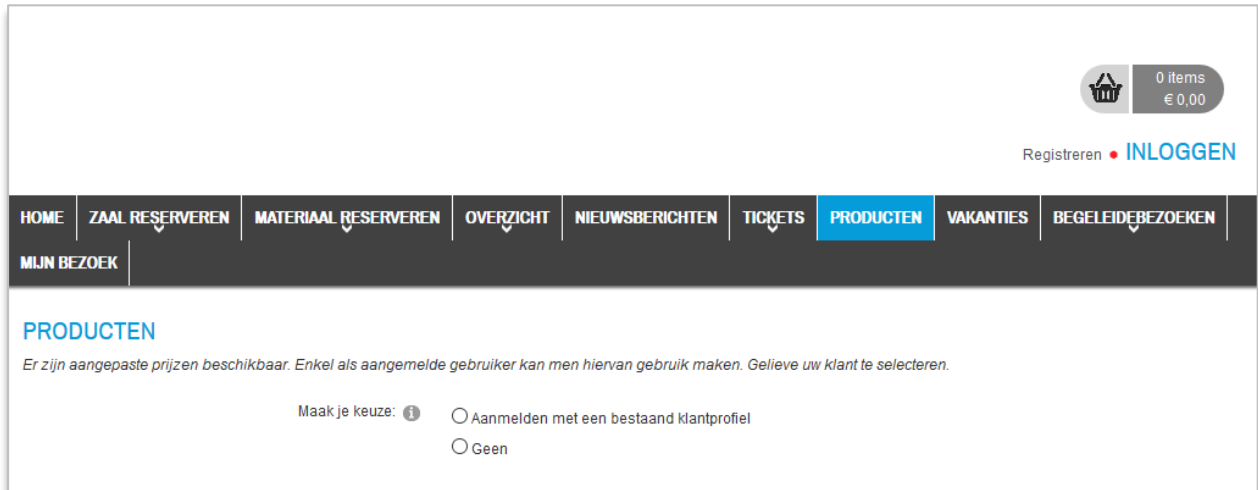 0 items
€ 0,00
Registreren • INLOGGEN
HOME ZAAL RESERVEREN MATERIAAL RESERVEREN OVERZICHT NIEUWSBERICHTEN TICKETS PRODUCTEN VAKANTIES BEGELEIDEBEZOEKEN
MIJN BEZOEK
PRODUCTEN
Er zijn aangepaste prijzen beschikbaar. Enkel als aangemelde gebruiker kan men hiervan gebruik maken. Gelieve uw klant te selecteren.
Maak je keuze: i Aanmelden met een bestaand klantprofiel
Geen